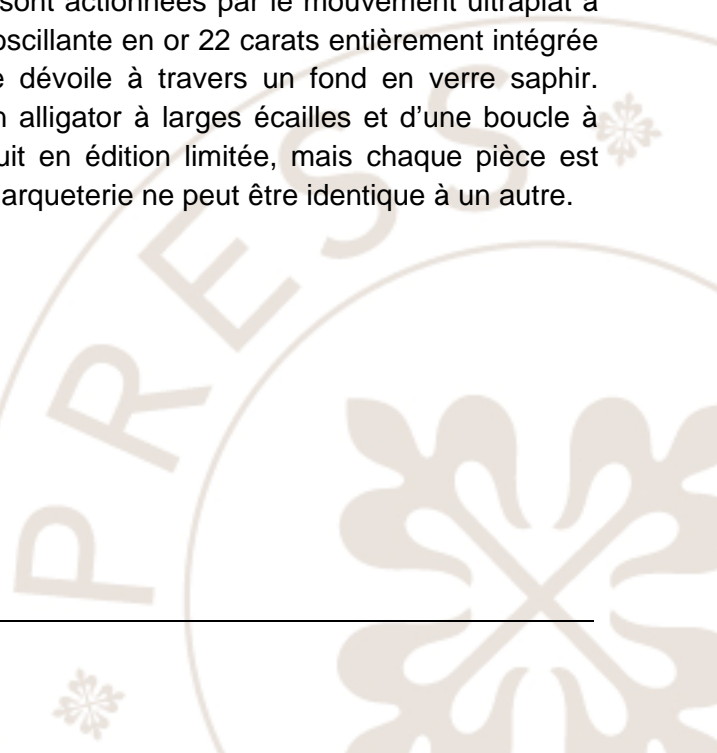 sont actionnées par le mouvement ultraplat à
oscillante en or 22 carats entièrement intégrée
dévoile à travers un fond en verre saphir.
alligator à larges écailles et d'une boucle à
uit en édition limitée, mais chaque pièce est
arqueterie ne peut être identique à un autre.
PRESS